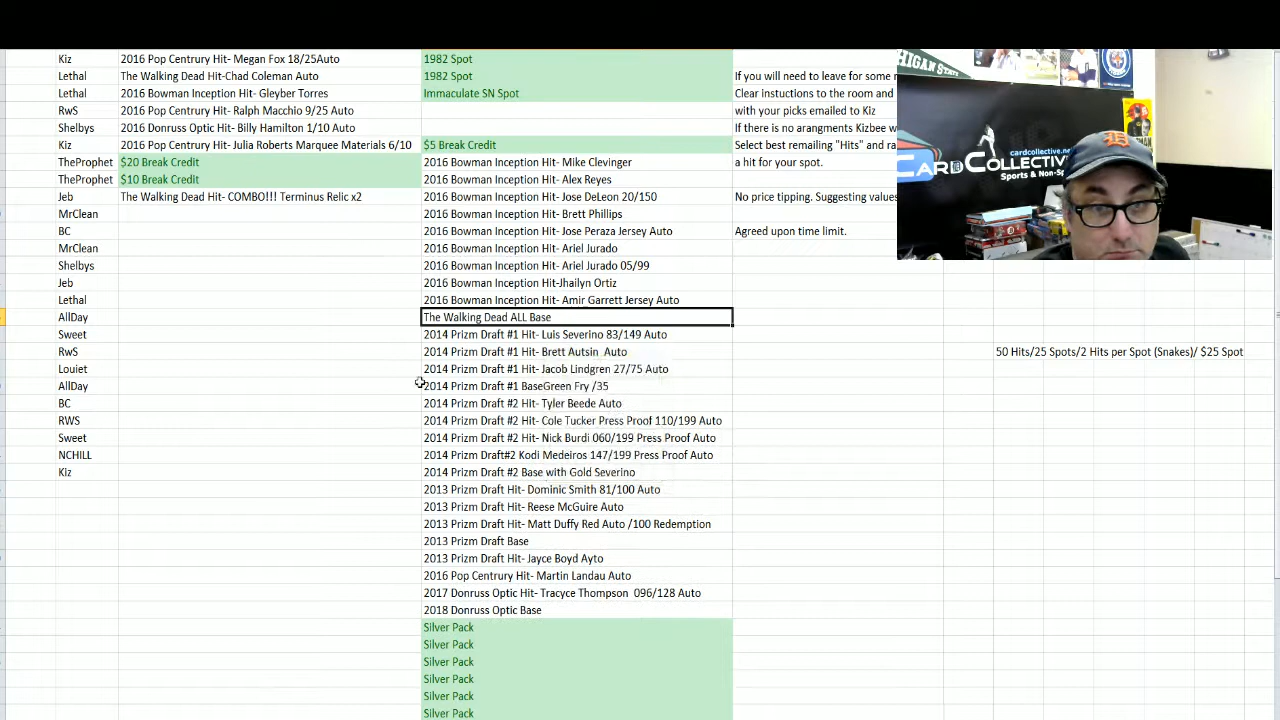 Kiz 2016 Pop Centrury Hit- Megan Fox 18/25Auto 1982 Spot
Lethal The Walking Dead Hit-Chad Coleman Auto 1982 Spot If you will need to leave for some
Lethal 2016 Bowman Inception Hit- Gleyber Torres Immaculate SN Spot Clear instuctions to the room and
RwS 2016 Pop Century Hit- Ralph Macchio 9/25 Auto with your picks emailed to Kiz
Shelbys 2016 Donruss Optic Hit- Billy Hamilton 1/10 Auto If there is no arangments Kizbee w
Kiz 2016 Pop Century Hit- Julia Roberts Marquee Materials 6/10 $5 Break Credit Select best remailing "Hits" and ra
TheProphet $20 Break Credit 2016 Bowman Inception Hit- Mike Clevinger a hit for your spot.
TheProphet $10 Break Credit 2016 Bowman Inception Hit- Alex Reyes
Jeb The Walking Dead Hit- COMBO!!! Terminus Relic x2 2016 Bowman Inception Hit- Jose DeLeon 20/150 No price tipping. Suggesting values
MrClean 2016 Bowman Inception Hit- Brett Phillips
BC 2016 Bowman Inception Hit- Jose Peraza Jersey Auto Agreed upon time limit.
MrClean 2016 Bowman Inception Hit- Ariel Jurado
Shelbys 2016 Bowman Inception Hit- Ariel Jurado 05/99
Jeb 2016 Bowman Inception Hit-Jhailyn Ortiz
Lethal 2016 Bowman Inception Hit- Amir Garrett Jersey Auto
AllDay The Walking Dead ALL Base
Sweet 2014 Prizm Draft #1 Hit- Luis Severino 83/149 Auto
RwS 2014 Prizm Draft #1 Hit- Brett Autsin Auto 50 Hits/25 Spots/2 Hits per Spot (Snakes)/ $25 Spot
Louiet 2014 Prizm Draft #1 Hit- Jacob Lindgren 27/75 Auto
AllDay 2014 Prizm Draft #1 BaseGreen Fry /35
BC 2014 Prizm Draft #2 Hit- Tyler Beede Auto
RWS 2014 Prizm Draft #2 Hit- Cole Tucker Press Proof 110/199 Auto
Sweet 2014 Prizm Draft #2 Hit- Nick Burdi 060/199 Press Proof Auto
NCHILL 2014 Prizm Draft#2 Kodi Medeiros 147/199 Press Proof Auto
Kiz 2014 Prizm Draft #2 Base with Gold Severino
2013 Prizm Draft Hit- Dominic Smith 81/100 Auto
2013 Prizm Draft Hit- Reese McGuire Auto
2013 Prizm Draft Hit- Matt Duffy Red Auto /100 Redemption
2013 Prizm Draft Base
2013 Prizm Draft Hit- Jayce Boyd Ayto
2016 Pop Centrury Hit- Martin Landau Auto
2017 Donruss Optic Hit- Tracyce Thompson 096/128 Auto
2018 Donruss Optic Base
Silver Pack
Silver Pack
Silver Pack
Silver Pack
Silver Pack
Silver Pack
HIGAN STATE
cardcollective.ne
CARDCOLLECTIVE
Sports & Non-Sp